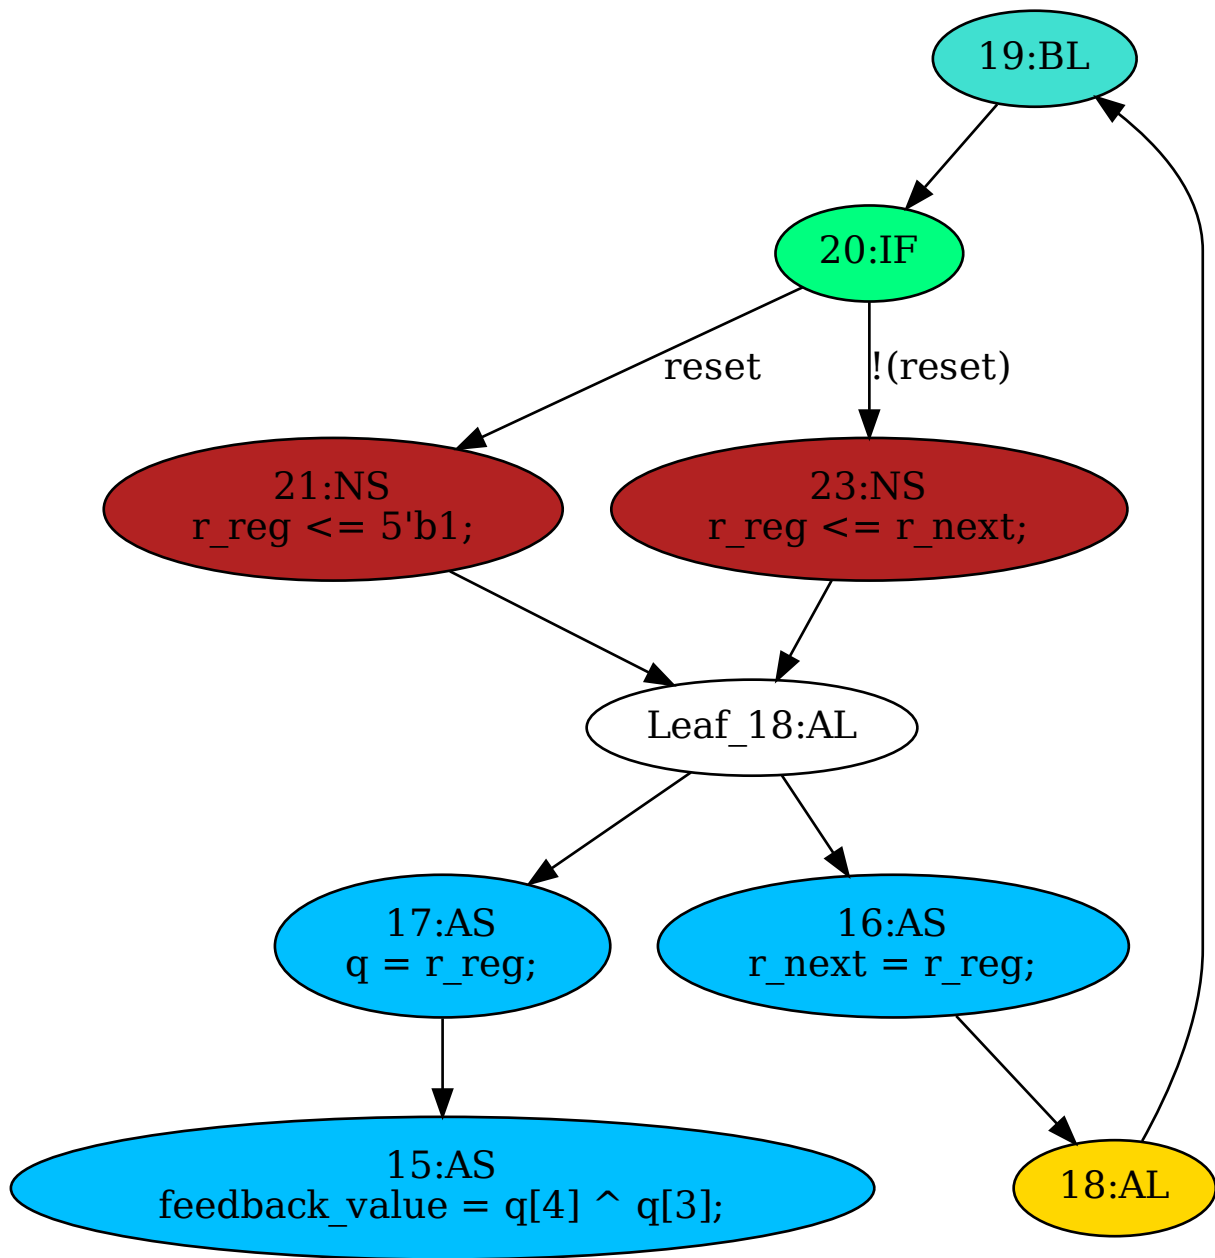 19:BL
20:IF
reset
!(reset)
21:NS
r_reg <= 5'b1;
23:NS
r_reg <= r_next;
Leaf_18:AL
17:AS
q = r_reg;
16:AS
r_next = r_reg;
15:AS
feedback_value = q[4] ^ q[3];
18:AL